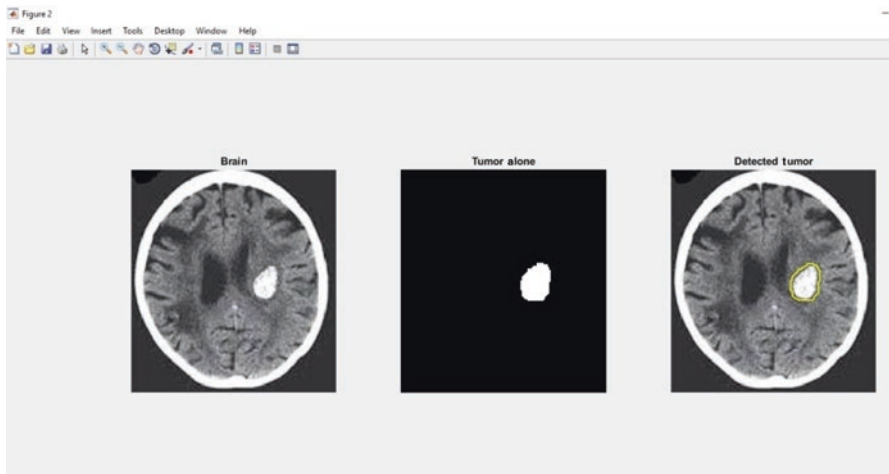 Figure 2
File Edit View Insert Tools Desktop Window Help
Brain Tumor alone Detected tumor